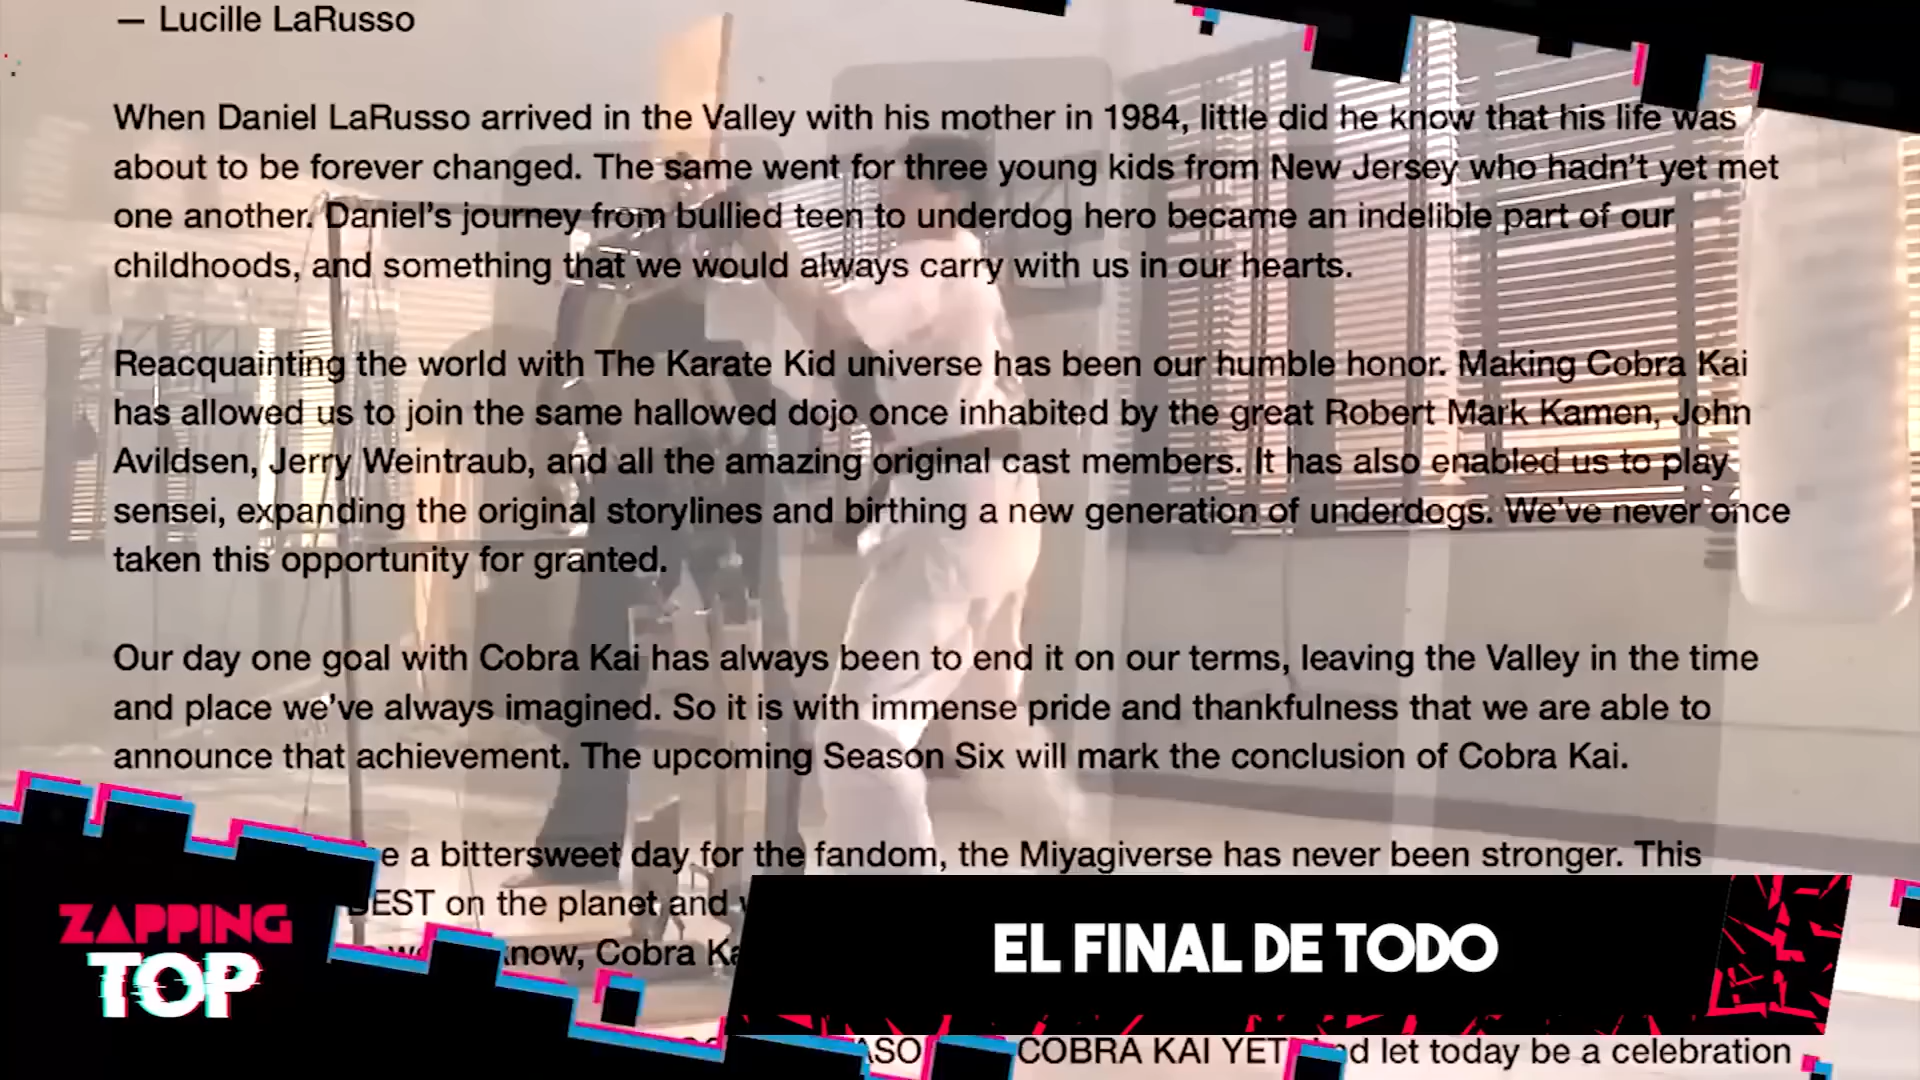 — Lucille LaRusso
When Daniel LaRusso arrived in the Valley with his mother in 1984, little did he know that his life was
about to be forever changed. The same went for three young kids from New Jersey who hadn't yet met
one another. Daniel's journey from bullied teen to underdog hero became an indelible part of our
childhoods, and something that we would always carry with us in our hearts.
Reacquainting the world with The Karate Kid universe has been our humble honor. Making Cobra Kai
has allowed us to join the same hallowed dojo once inhabited by the great Robert Mark Kamen, John
Avildsen, Jerry Weintraub, and all the amazing original cast members. It has also enabled us to play
sensei, expanding the original storylines and birthing a new generation of underdogs. We've never once
taken this opportunity for granted.
Our day one goal with Cobra Kai has always been to end it on our terms, leaving the Valley in the time
and place we've always imagined. So it is with immense pride and thankfulness that we are able to
announce that achievement. The upcoming Season Six will mark the conclusion of Cobra Kai.
e a bittersweet day for the fandom, the Miyagiverse has never been stronger. This
BEST on the planet and
know, Cobra Ka
ZAPPING
TOP
EL FINAL DE TODO
ASO COBRA KAI YET d let today be a celebration